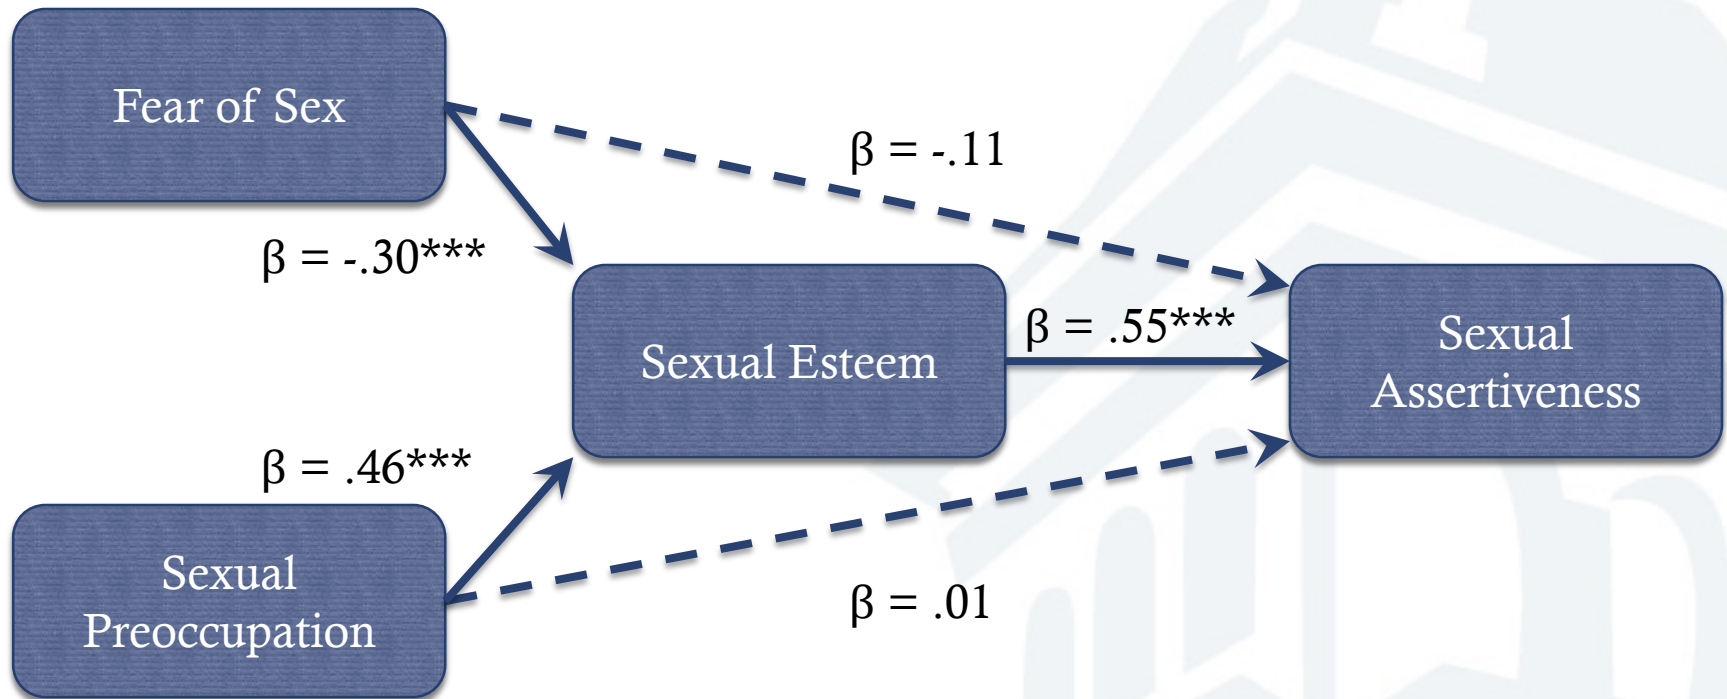 Fear of Sex
β = -.11
β = -.30***
Sexual Esteem
β = .55***
Sexual
Assertiveness
β = .46***
Sexual
Preoccupation
β = .01